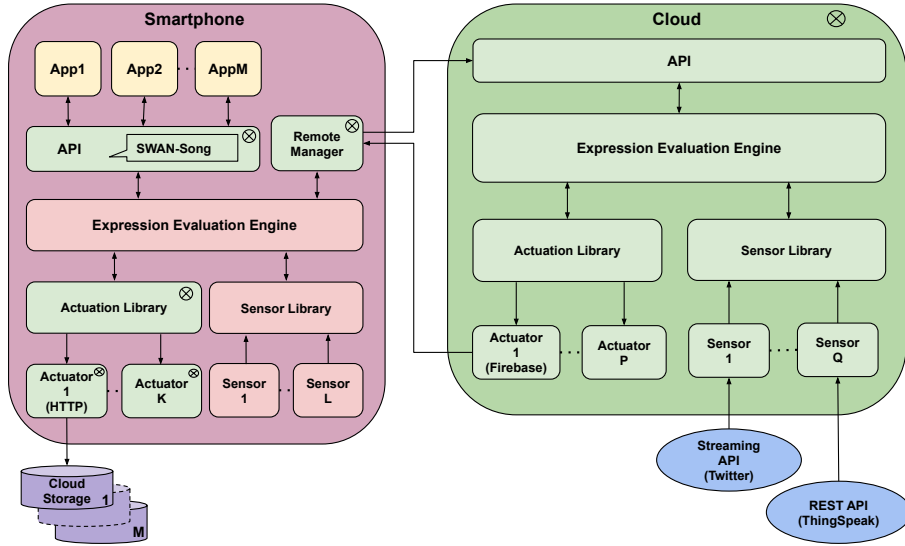 Smartphone
App1
App2
AppM
API
SWAN-Song
Remote
Manager
Expression Evaluation Engine
Actuation Library
Sensor Library
Actuator
1
(HTTP)
Actuator
K
Sensor
1
Sensor
L
Cloud
Storage
1
M
Cloud
API
Expression Evaluation Engine
Actuation Library
Sensor Library
Actuator
1
(Firebase)
Actuator
P
Sensor
1
Sensor
Q
Streaming
API
(Twitter)
REST API
(ThingSpeak)